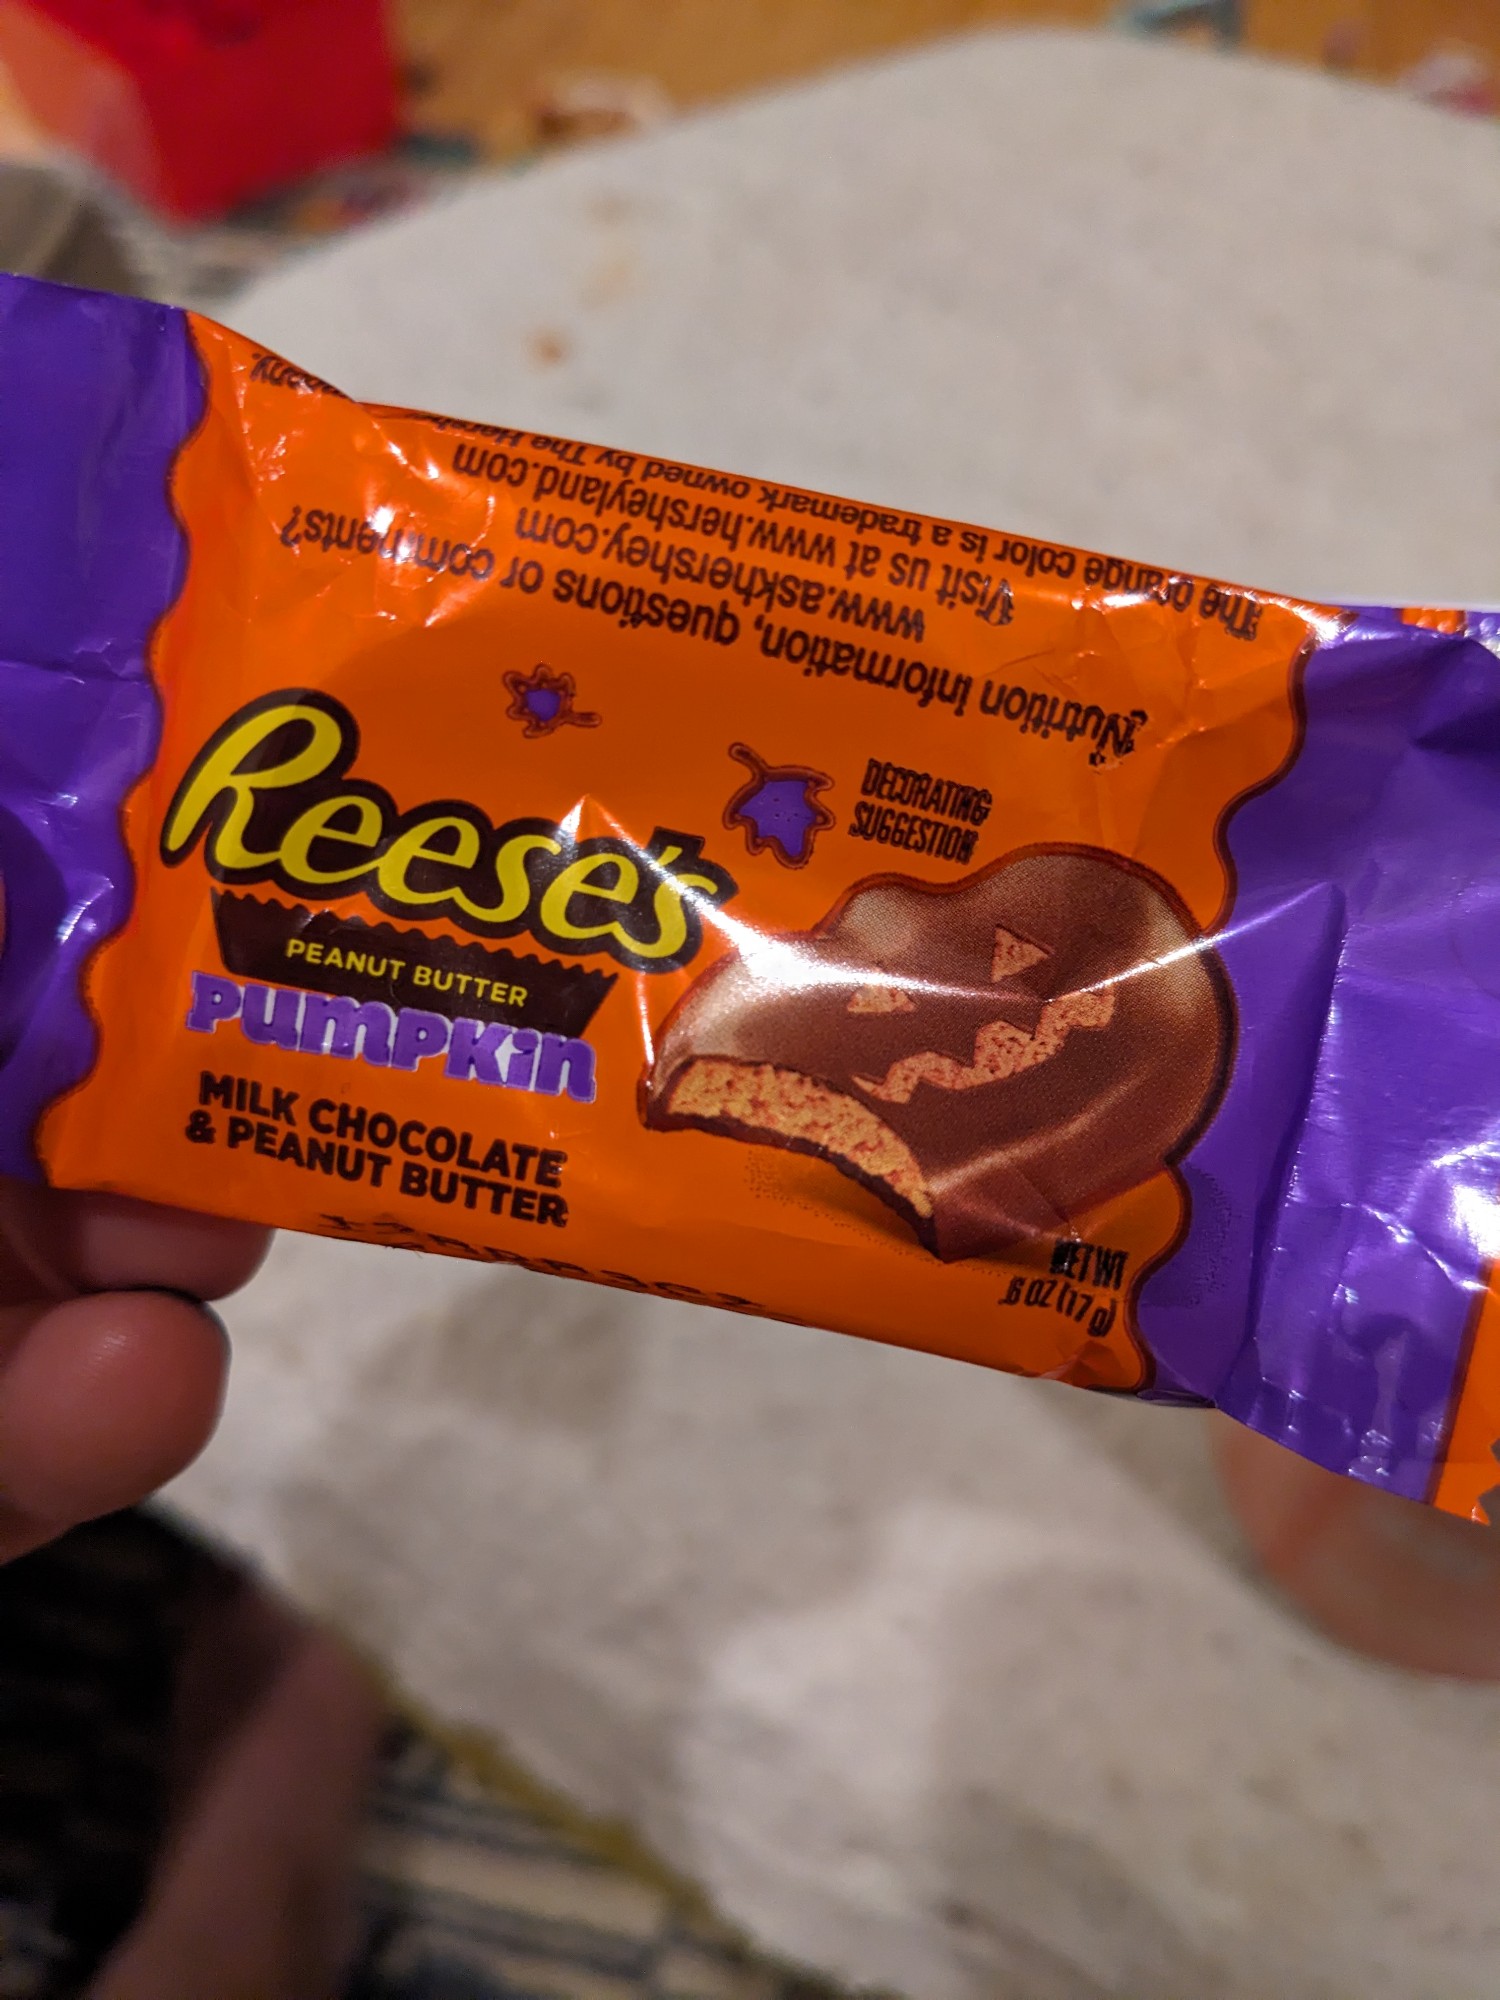 Reese's
PEANUT BUTTER
PUMPKin
MILK CHOCOLATE
& PEANUT BUTTER
DECORATING
SUGGESTION
NET WT
.6 OZ (17 g)
Nutrition Information, questions or comments?
www.askhershey.com
Visit us at www.hersheyland.com
The orange color is a trademark owned by The